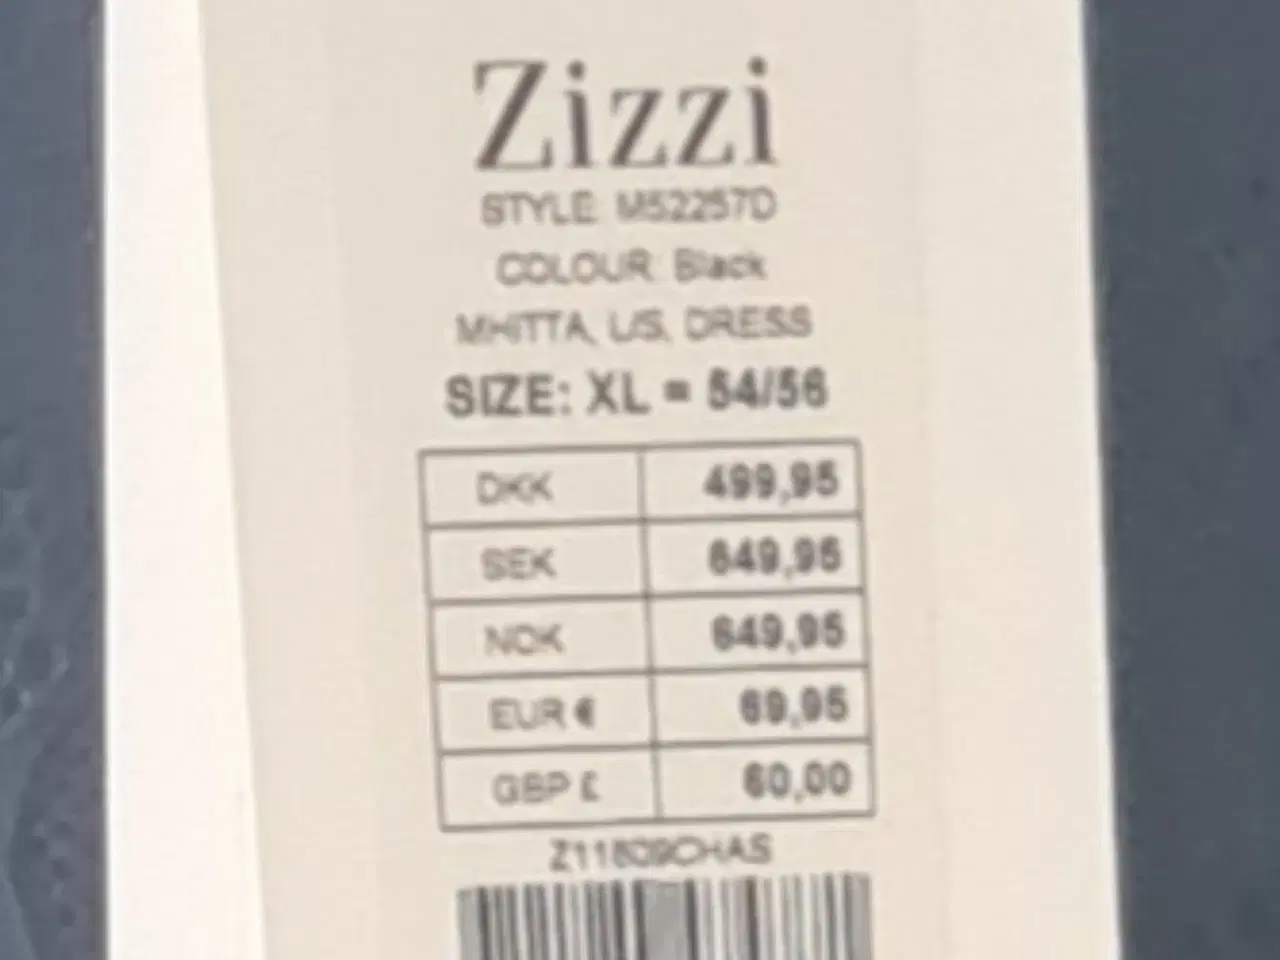 Zizzi
STYLE: M52257D
COLOUR: Black
MHITTA, L/S, DRESS
SIZE: XL = 54/56
DKK 499,95
SEK 649,95
NOK 649,95
EUR € 69,95
GBP £ 60,00